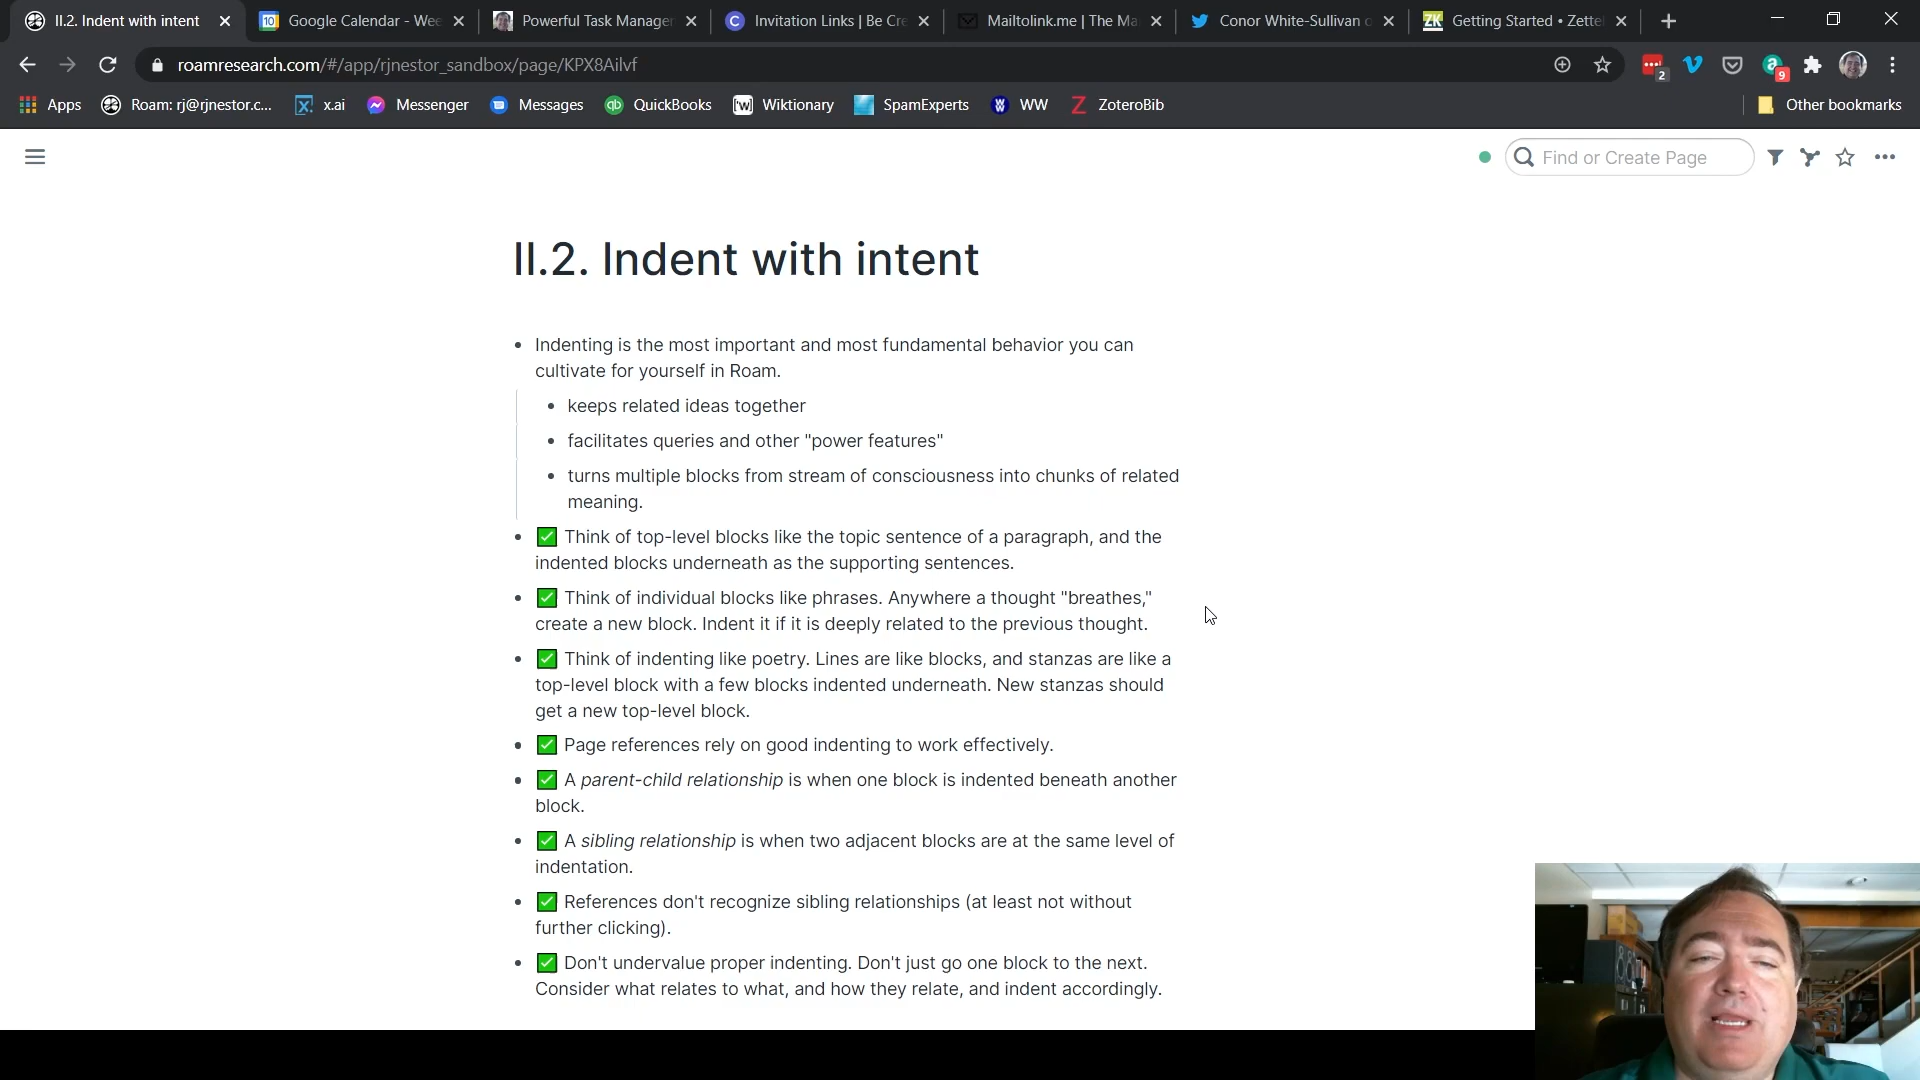 II.2. Indent with intent
Google Calendar - Wee
Powerful Task Manager
Invitation Links | Be Cre
Mailtolink.me | The Ma
Conor White-Sullivan o
ZK
Getting Started • Zettel
roamresearch.com/#/app/rjnestor_sandbox/page/KPX8Ailvf
2
9
Apps
Roam: rj@rjnestor.c...
x.ai
Messenger
Messages
QuickBooks
Wiktionary
SpamExperts
WW
ZoteroBib
Other bookmarks
Find or Create Page
II.2. Indent with intent
Indenting is the most important and most fundamental behavior you can
cultivate for yourself in Roam.
keeps related ideas together
facilitates queries and other "power features"
turns multiple blocks from stream of consciousness into chunks of related
meaning.
✅ Think of top-level blocks like the topic sentence of a paragraph, and the
indented blocks underneath as the supporting sentences.
✅ Think of individual blocks like phrases. Anywhere a thought "breathes,"
create a new block. Indent it if it is deeply related to the previous thought.
✅ Think of indenting like poetry. Lines are like blocks, and stanzas are like a
top-level block with a few blocks indented underneath. New stanzas should
get a new top-level block.
✅ Page references rely on good indenting to work effectively.
✅ A parent-child relationship is when one block is indented beneath another
block.
✅ A sibling relationship is when two adjacent blocks are at the same level of
indentation.
✅ References don't recognize sibling relationships (at least not without
further clicking).
✅ Don't undervalue proper indenting. Don't just go one block to the next.
Consider what relates to what, and how they relate, and indent accordingly.